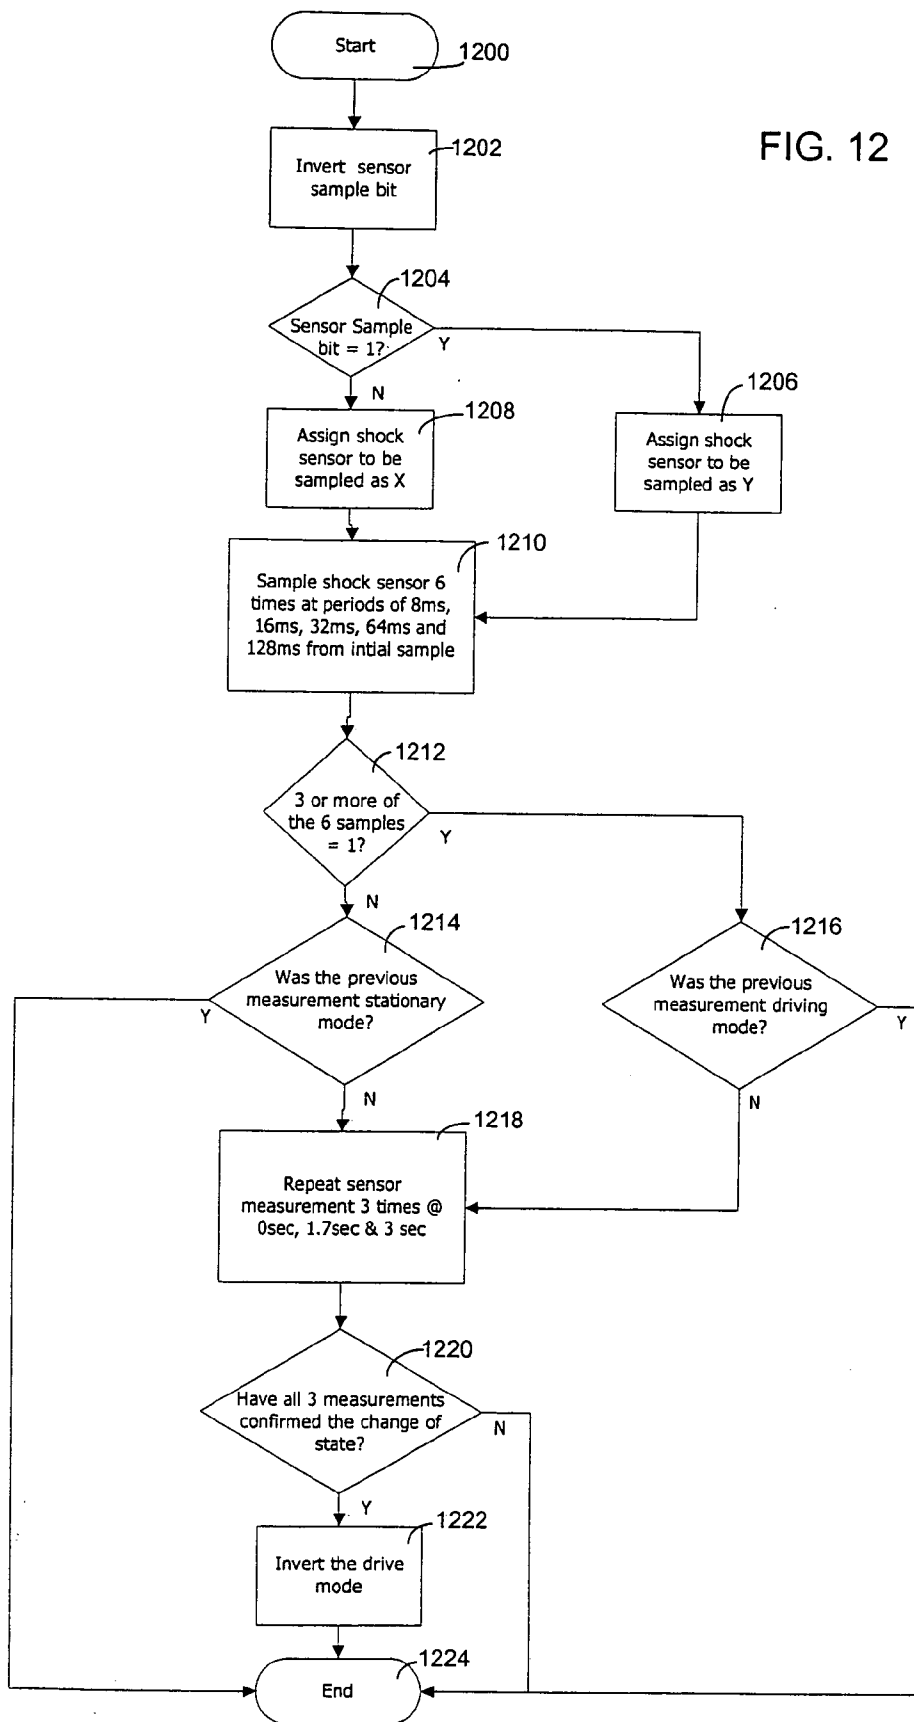 Start
1200
FIG. 12
1202
Invert sensor
sample bit
1204
Sensor Sample
bit = 1?
Y
N
1206
Assign shock
sensor to be
sampled as Y
1208
Assign shock
sensor to be
sampled as X
1210
Sample shock sensor 6
times at periods of 8ms,
16ms, 32ms, 64ms and
128ms from intial sample
1212
3 or more of
the 6 samples
= 1?
Y
N
1214
Was the previous
measurement stationary
mode?
Y
N
1216
Was the previous
measurement driving
mode?
Y
N
1218
Repeat sensor
measurement 3 times @
0sec, 1.7sec & 3 sec
1220
Have all 3 measurements
confirmed the change of
state?
N
Y
1222
Invert the drive
mode
1224
End